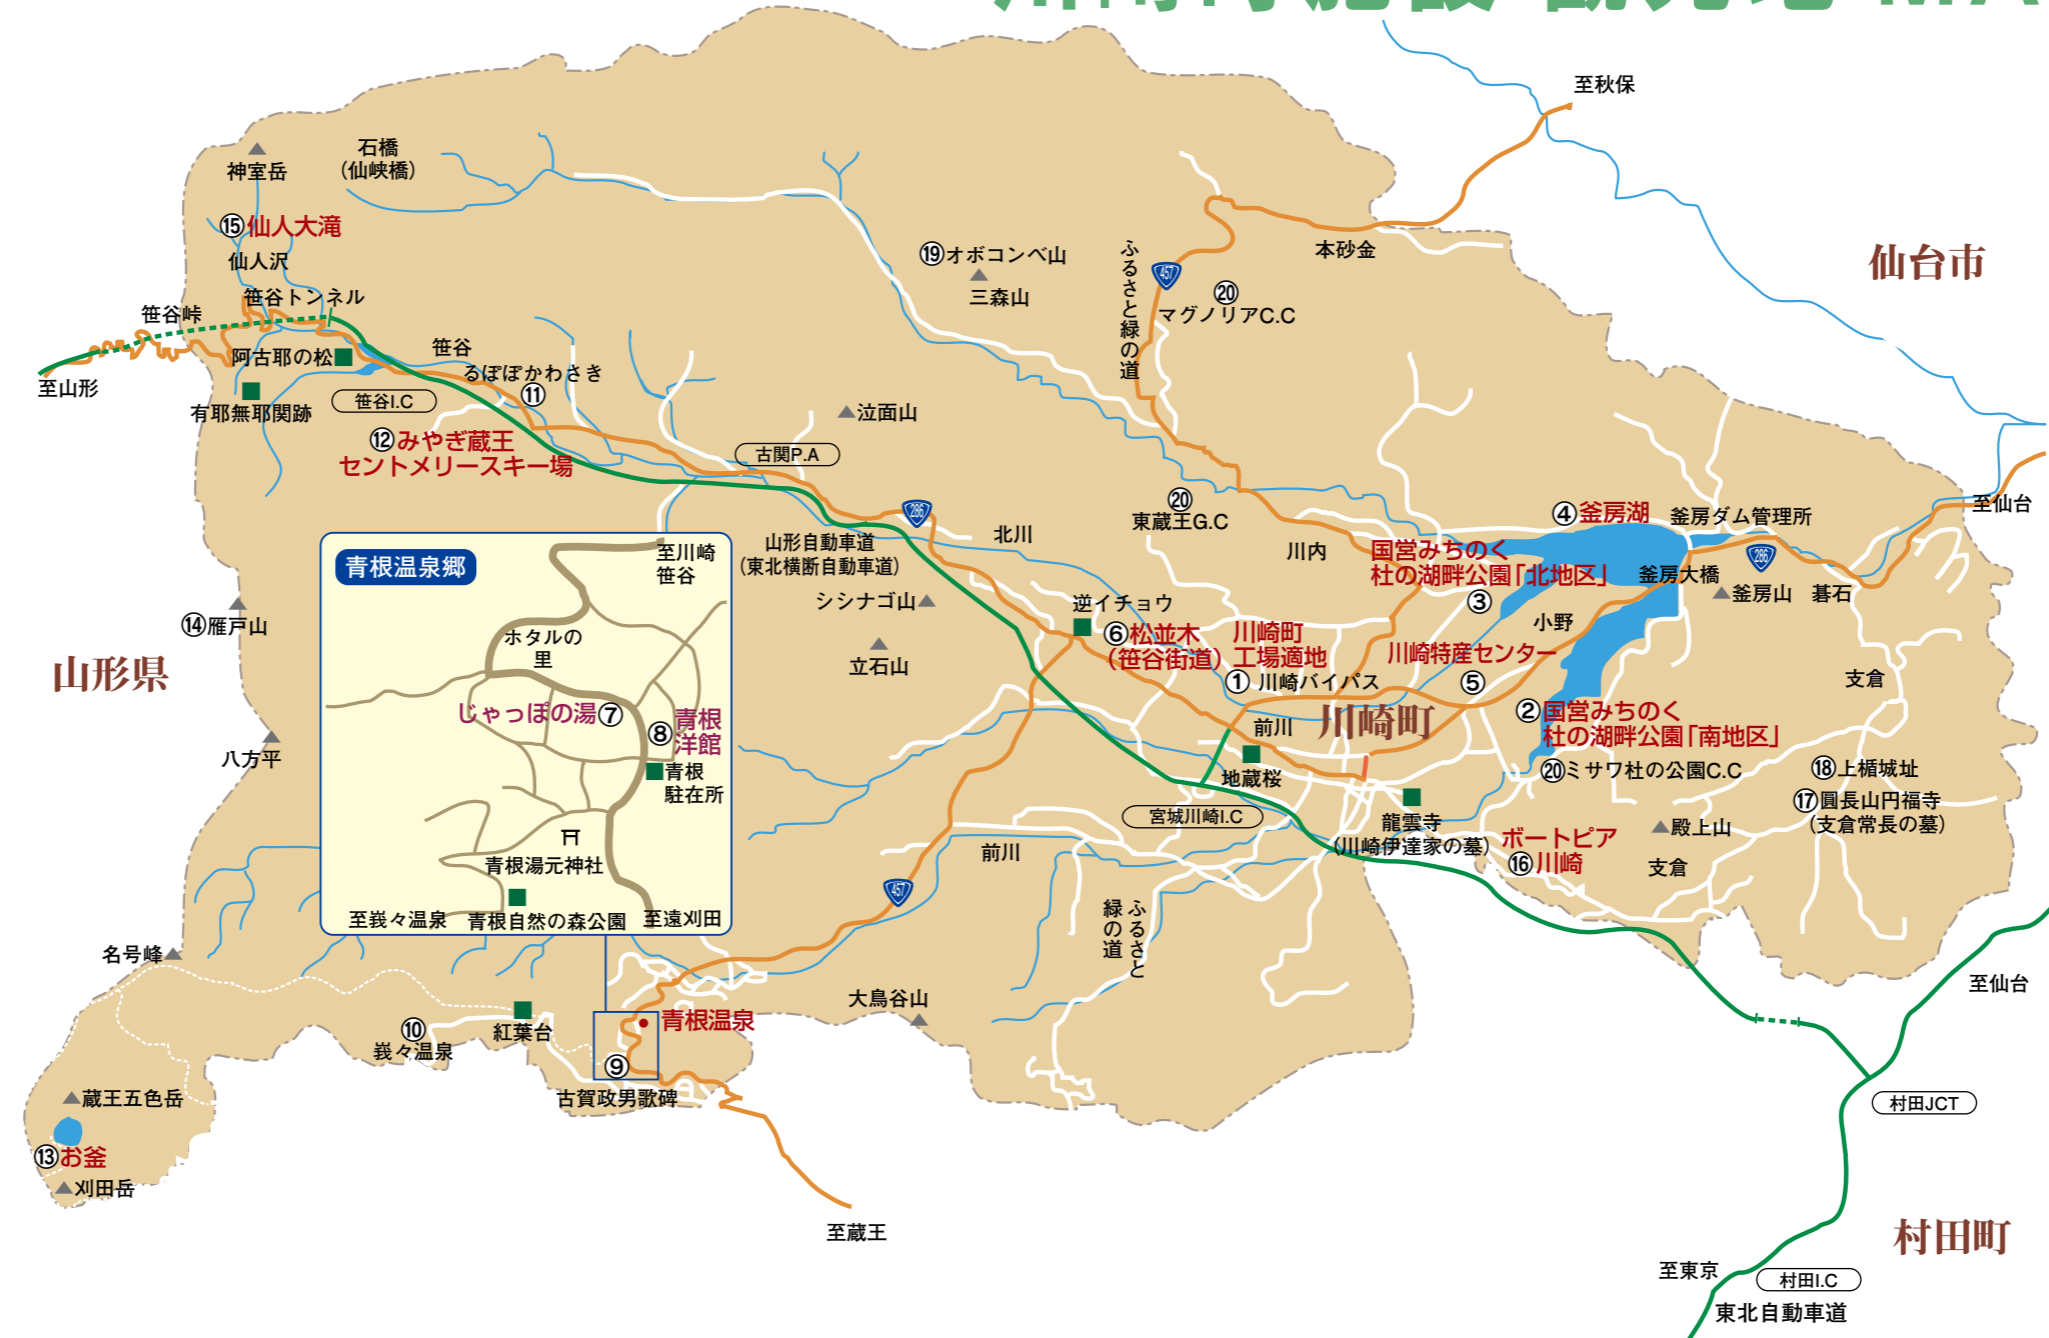 至秋保
仙台市
神室岳
石橋
（仙峡橋）
⑮仙人大滝
仙人沢
笹谷トンネル
笹谷峠
至山形
阿古耶の松
有耶無耶関跡
笹谷I.C
笹谷
るぽぽかわさき
⑪
⑫みやぎ蔵王
セントメリースキー場
⑲オボコンベ山
三森山
ふるさと緑の道
457
⑳
マグノリアC.C
本砂金
泣面山
古関P.A
286
北川
山形自動車道
（東北横断自動車道）
シシナゴ山
立石山
⑳
東蔵王G.C
川内
④釜房湖
釜房ダム管理所
至仙台
286
国営みちのく
杜の湖畔公園「北地区」
③
釜房大橋
釜房山
碁石
小野
逆イチョウ
⑥松並木
（笹谷街道）
川崎町
工場適地
①
川崎バイパス
川崎特産センター
⑤
支倉
②国営みちのく
杜の湖畔公園「南地区」
川崎町
前川
地蔵桜
宮城川崎I.C
⑳ミサワ杜の公園C.C
⑱上楯城址
⑰圓長山円福寺
（支倉常長の墓）
殿上山
支倉
龍雲寺
（川崎伊達家の墓）
ボートピア
⑯川崎
前川
457
ふるさと
緑の道
大鳥谷山
山形県
⑭雁戸山
八方平
名号峰
青根温泉郷
至川崎
笹谷
ホタルの
里
じゃっぽの湯⑦
⑧青根
洋館
青根
駐在所
青根湯元神社
至峩々温泉
青根自然の森公園
至遠刈田
⑩
峩々温泉
紅葉台
青根温泉
⑨
古賀政男歌碑
蔵王五色岳
⑬お釜
刈田岳
至蔵王
至仙台
村田JCT
村田町
至東京
村田I.C
東北自動車道